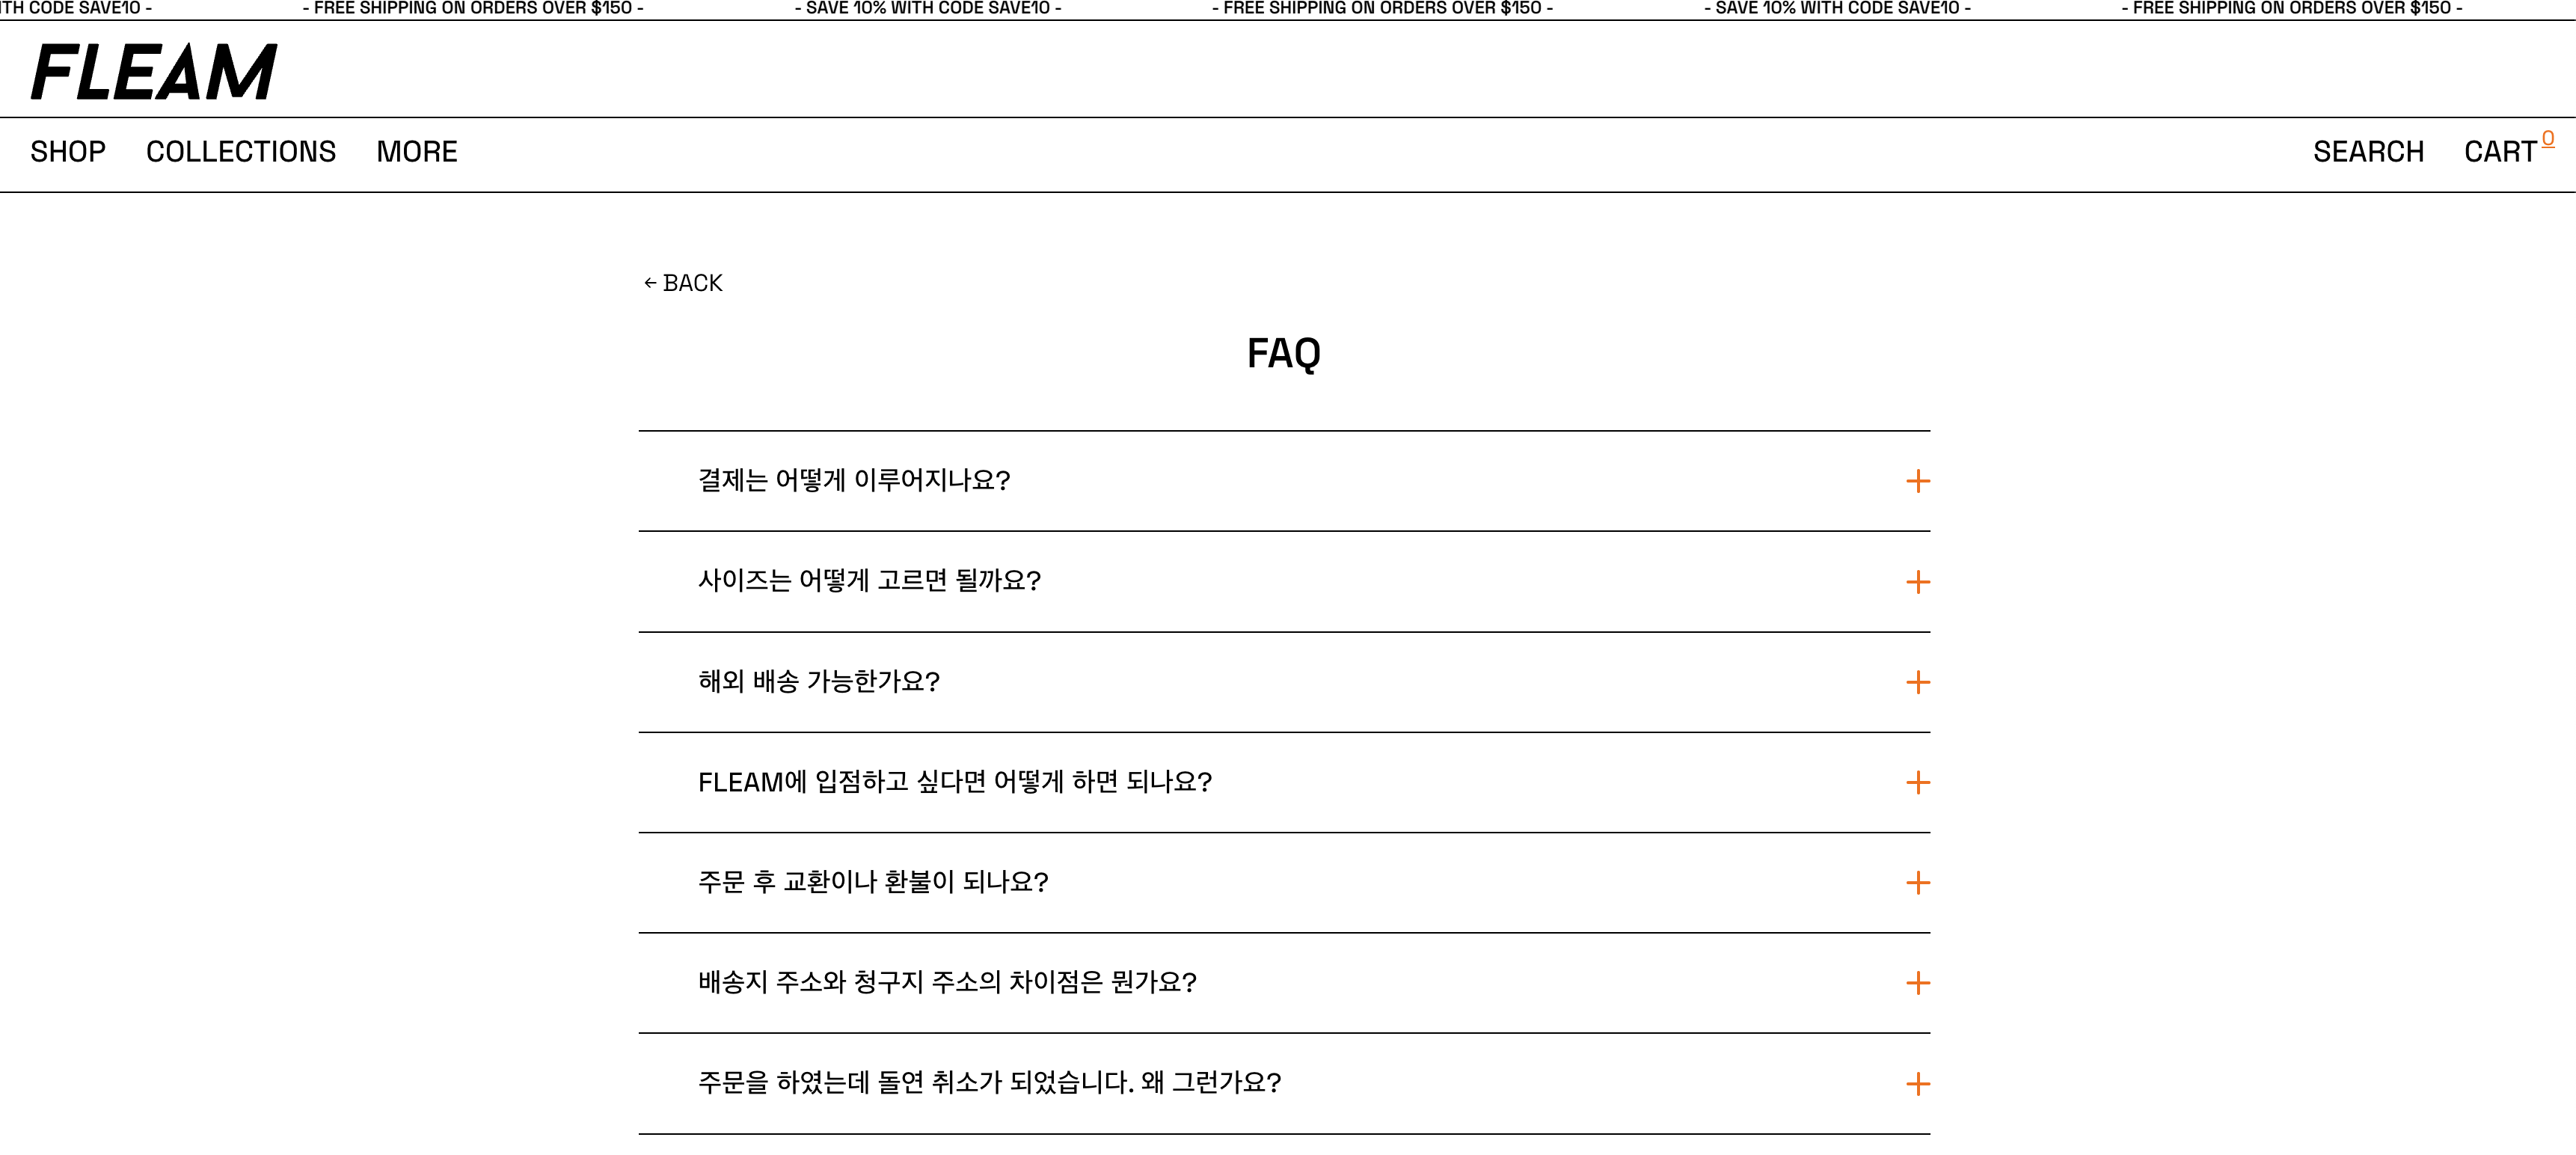 TH CODE SAVE10 - - FREE SHIPPING ON ORDERS OVER $150 - - SAVE 10% WITH CODE SAVE10 - - FREE SHIPPING ON ORDERS OVER $150 - - SAVE 10% WITH CODE SAVE10 - - FREE SHIPPING ON ORDERS OVER $150 -
FLEAM
SHOP COLLECTIONS MORE SEARCH CART 0
← BACK
FAQ
결제는 어떻게 이루어지나요? +
사이즈는 어떻게 고르면 될까요? +
해외 배송 가능한가요? +
FLEAM에 입점하고 싶다면 어떻게 하면 되나요? +
주문 후 교환이나 환불이 되나요? +
배송지 주소와 청구지 주소의 차이점은 뭔가요? +
주문을 하였는데 돌연 취소가 되었습니다. 왜 그런가요? +